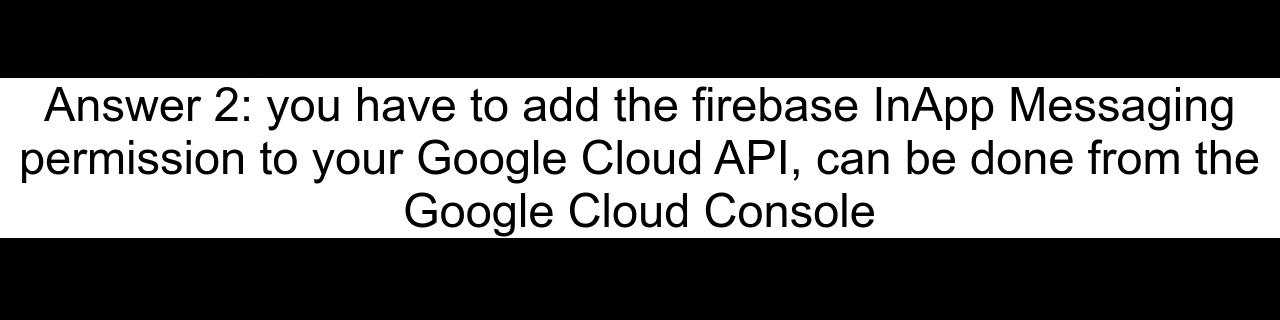 Answer 2: you have to add the firebase InApp Messaging
permission to your Google Cloud API, can be done from the
Google Cloud Console